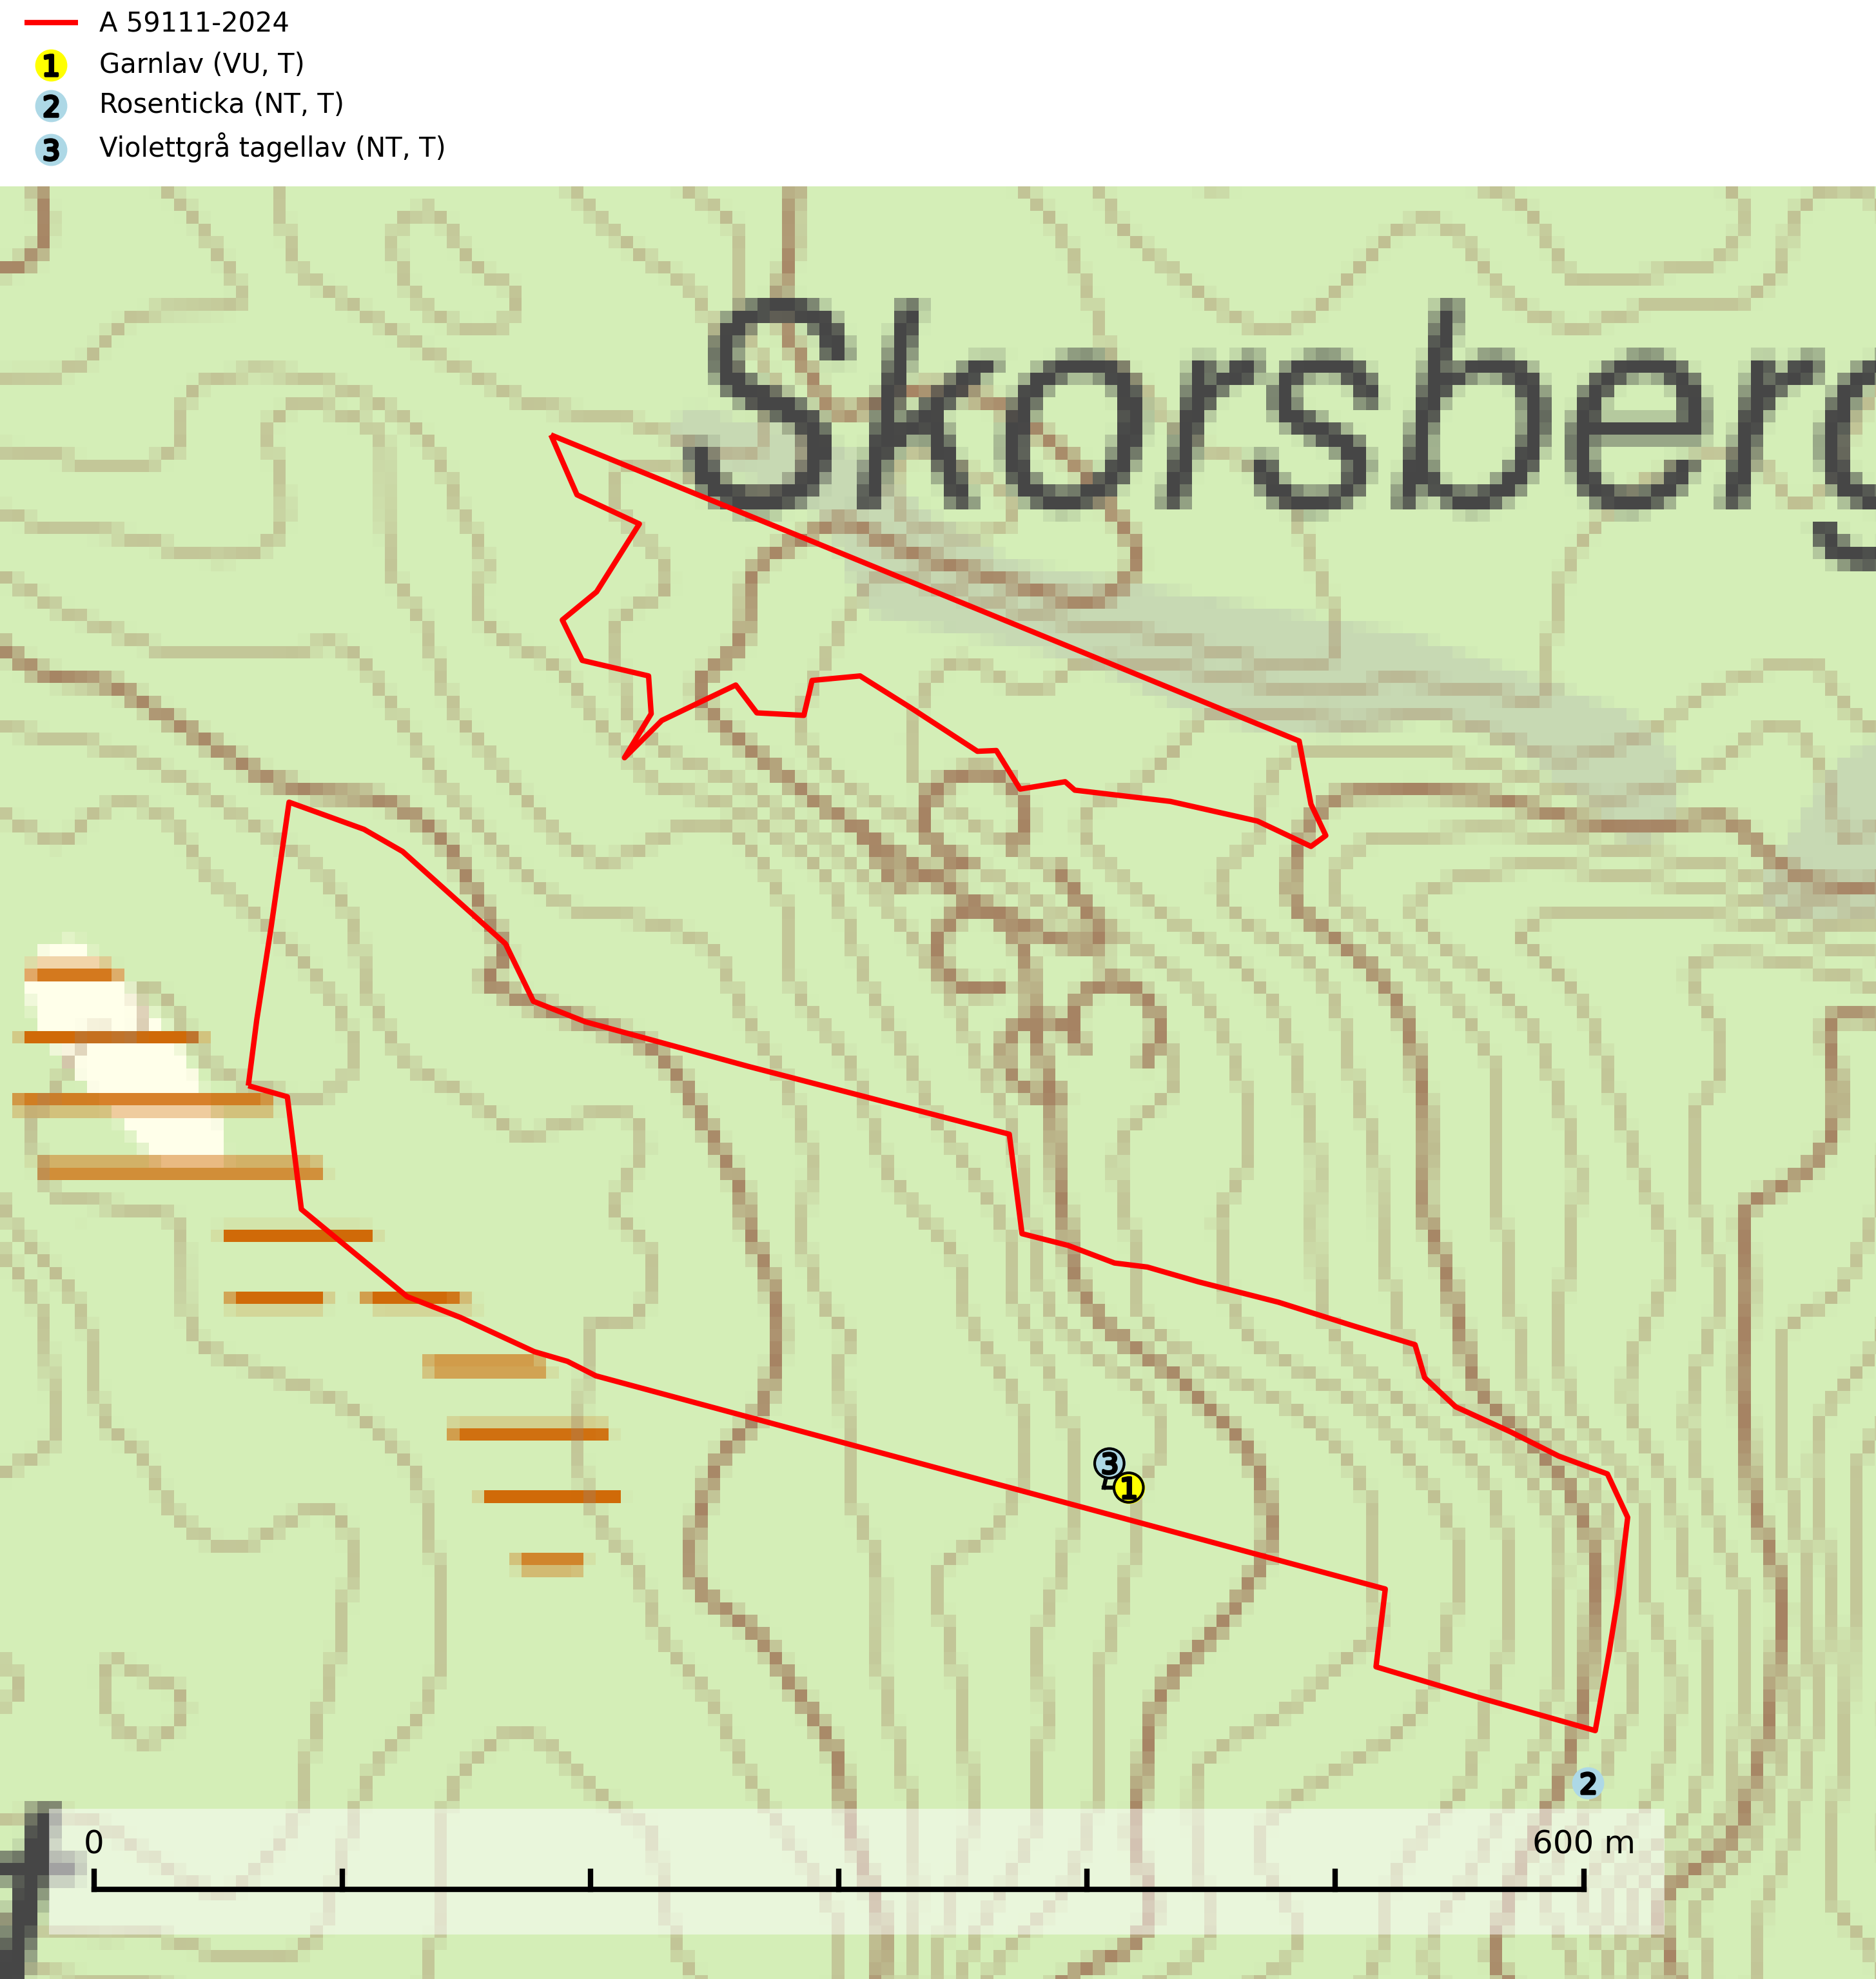 A 59111-2024
1 Garnlav (VU, T)
2 Rosenticka (NT, T)
3 Violettgrå tagellav (NT, T)
Skorsberg
3
1
2
0 600 m